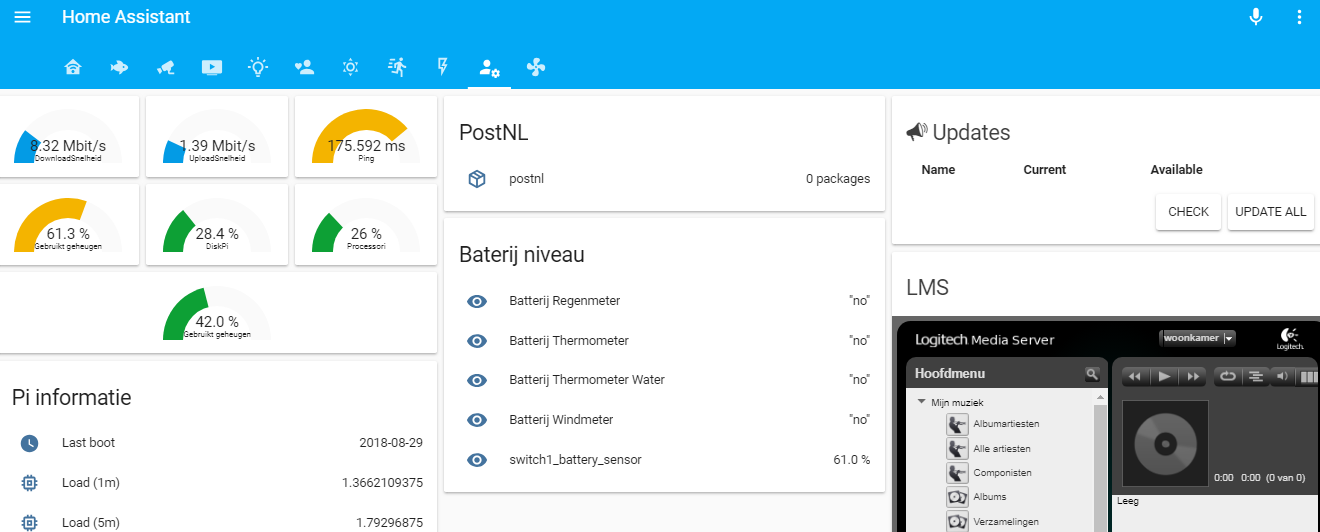 Home Assistant
8.32 Mbit/s
DownloadSnelheid
1.39 Mbit/s
UploadSnelheid
175.592 ms
Ping
61.3 %
Gebruikt geheugen
28.4 %
DiskPi
26 %
Processori
42.0 %
Gebruikt geheugen
Pi informatie
Last boot 2018-08-29
Load (1m) 1.3662109375
Load (5m) 1.79296875
PostNL
postnl 0 packages
Baterij niveau
Batterij Regenmeter "no"
Batterij Thermometer "no"
Batterij Thermometer Water "no"
Batterij Windmeter "no"
switch1_battery_sensor 61.0 %
Updates
Name Current Available
CHECK UPDATE ALL
LMS
Logitech Media Server woonkamer
Logitech
Hoofdmenu
Mijn muziek
Albumartiesten
Alle artiesten
Componisten
Albums
Verzamelingen
0:00 0:00 (0 van 0)
Leeg